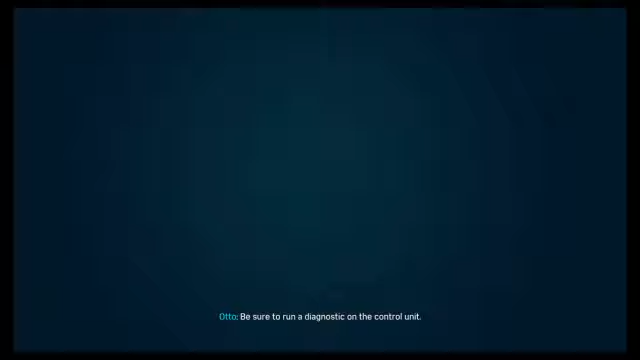 Otto: Be sure to run a diagnostic on the control unit.